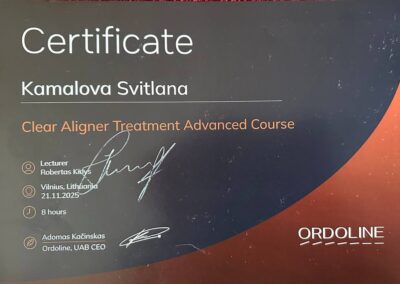 Certificate
Kamalova Svitlana
Clear Aligner Treatment Advanced Course
Lecturer
Robertas
Vilnius, Lithuania
21.11.2025
8 hours
Adomas Kačinskas
Ordoline, UAB CEO
ORDOLINE